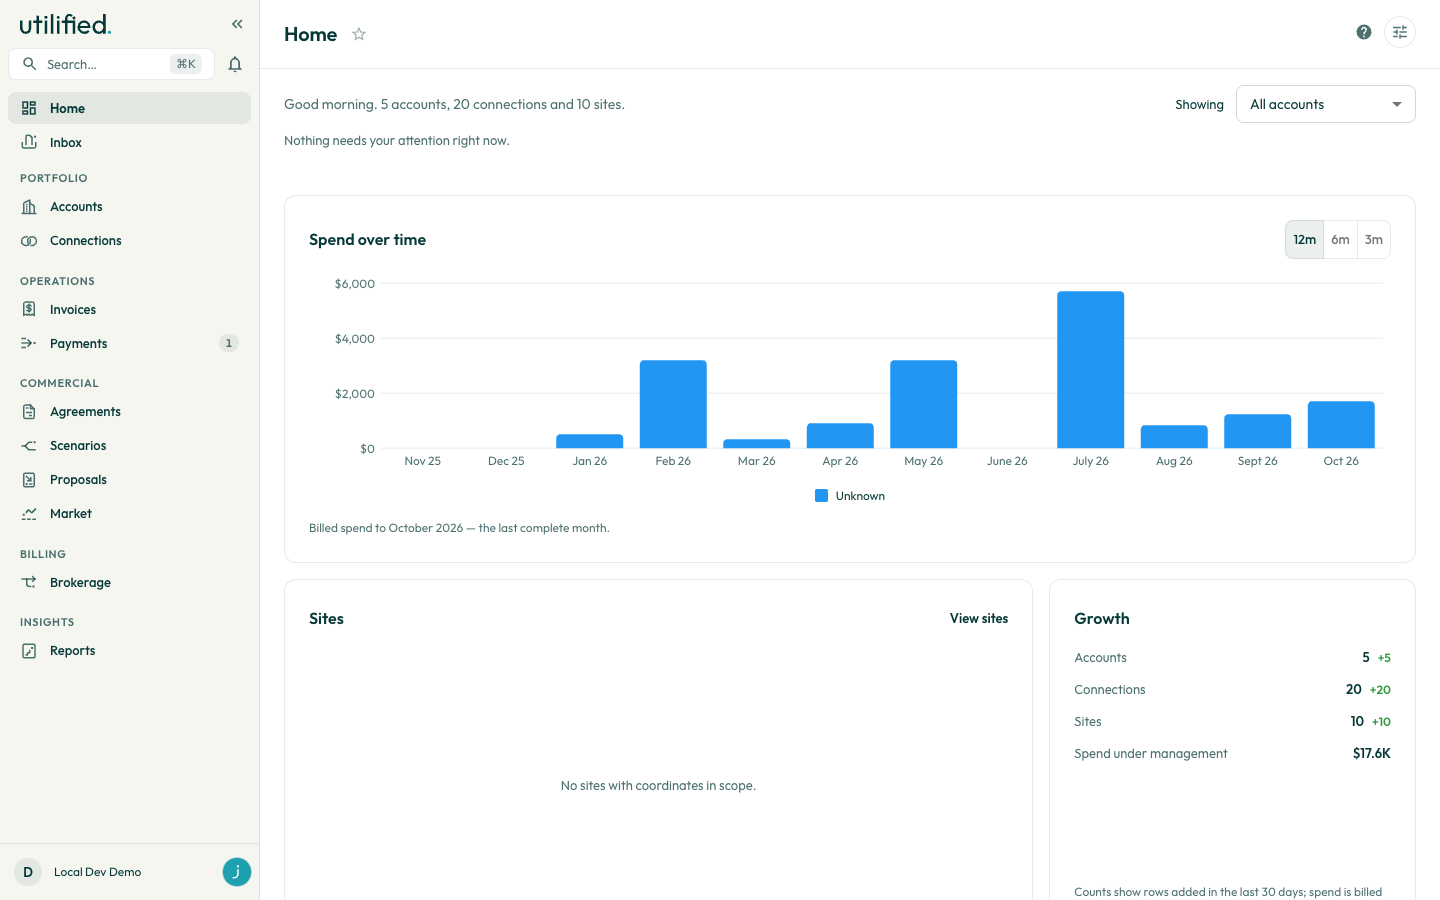 utilified.
Search...
⌘K
Home
Inbox
PORTFOLIO
Accounts
Connections
OPERATIONS
Invoices
Payments
1
COMMERCIAL
Agreements
Scenarios
Proposals
Market
BILLING
Brokerage
INSIGHTS
Reports
D
Local Dev Demo
j
Home
Good morning. 5 accounts, 20 connections and 10 sites.
Showing
All accounts
Nothing needs your attention right now.
Spend over time
12m
6m
3m
$6,000
$4,000
$2,000
$0
Nov 25
Dec 25
Jan 26
Feb 26
Mar 26
Apr 26
May 26
June 26
July 26
Aug 26
Sept 26
Oct 26
Unknown
Billed spend to October 2026 — the last complete month.
Sites
View sites
No sites with coordinates in scope.
Growth
Accounts 5 +5
Connections 20 +20
Sites 10 +10
Spend under management $17.6K
Counts show rows added in the last 30 days; spend is billed